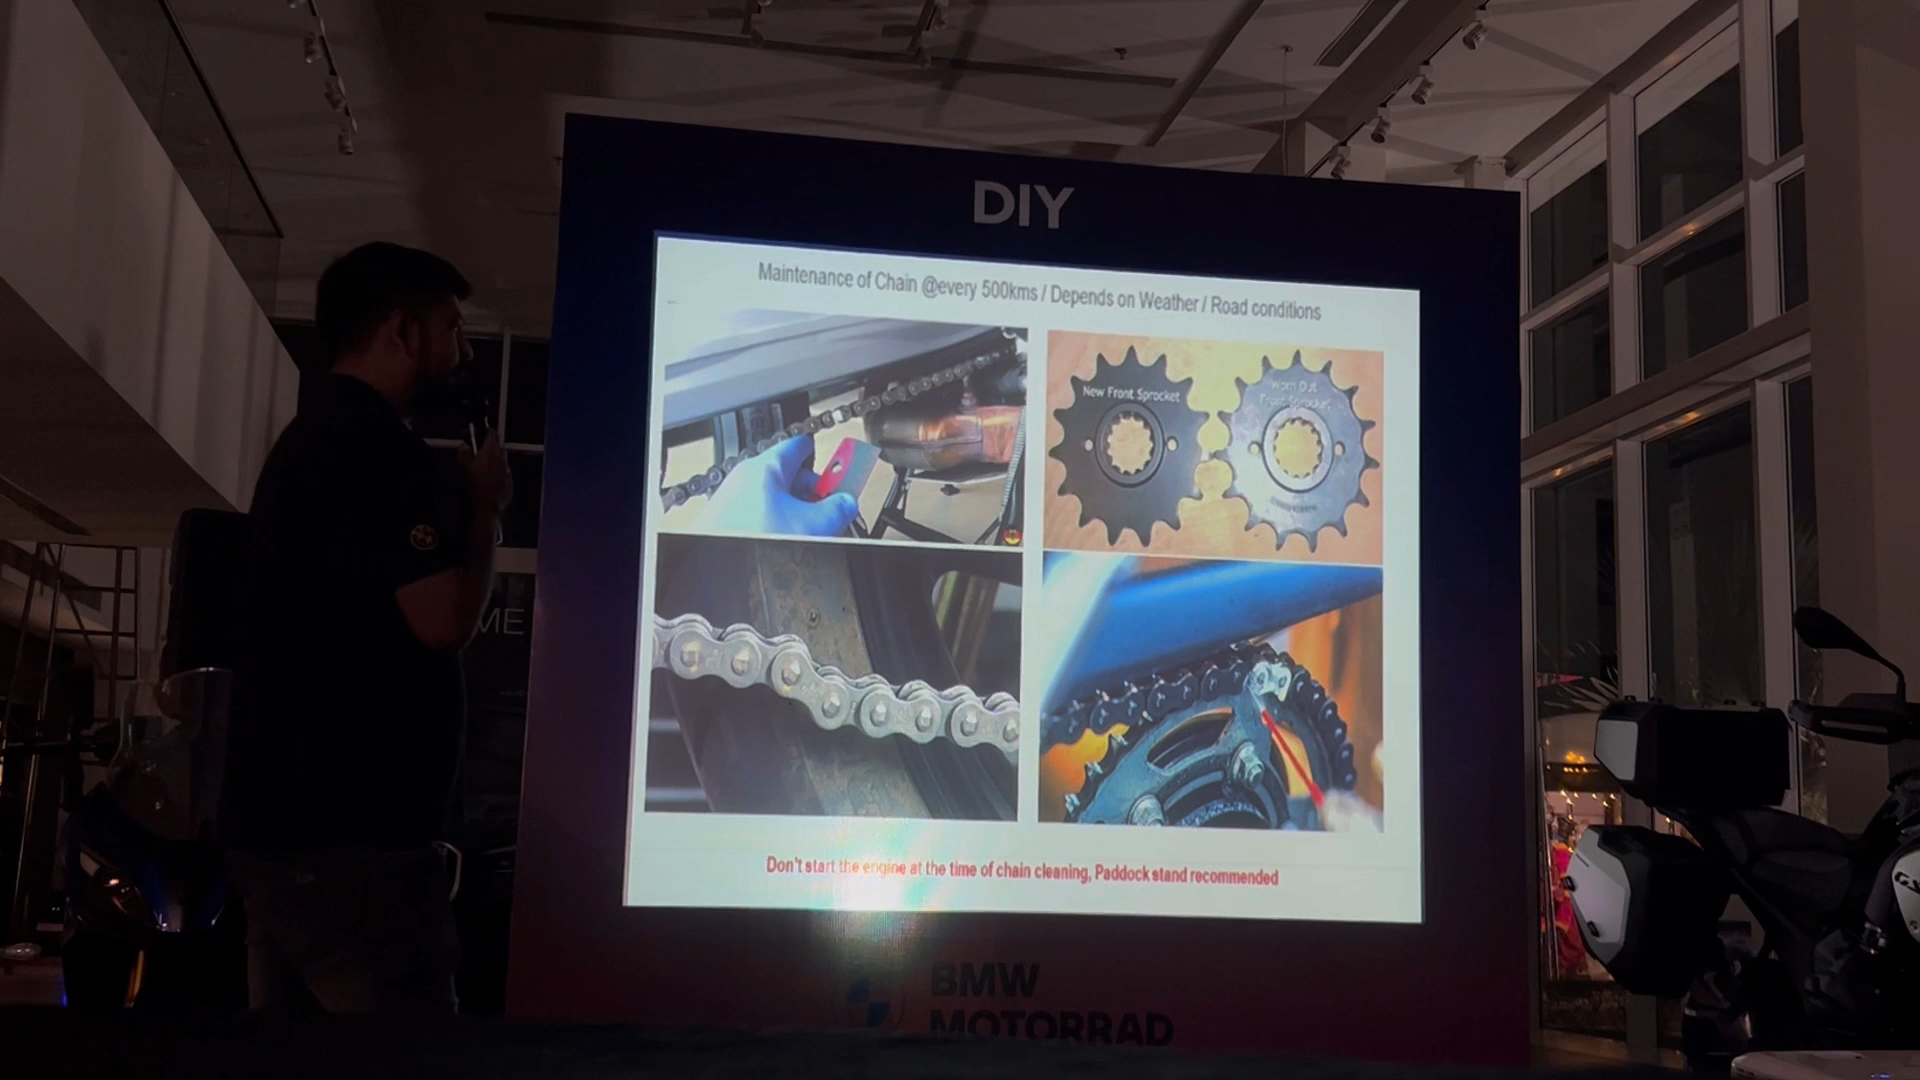 DIY
Maintenance of Chain @every 500kms / Depends on Weather / Road conditions
New Front Sprocket
Worn Out
Front Sprocket
ME
Don't start the engine at the time of chain cleaning, Paddock stand recommended
BMW
MOTORRAD